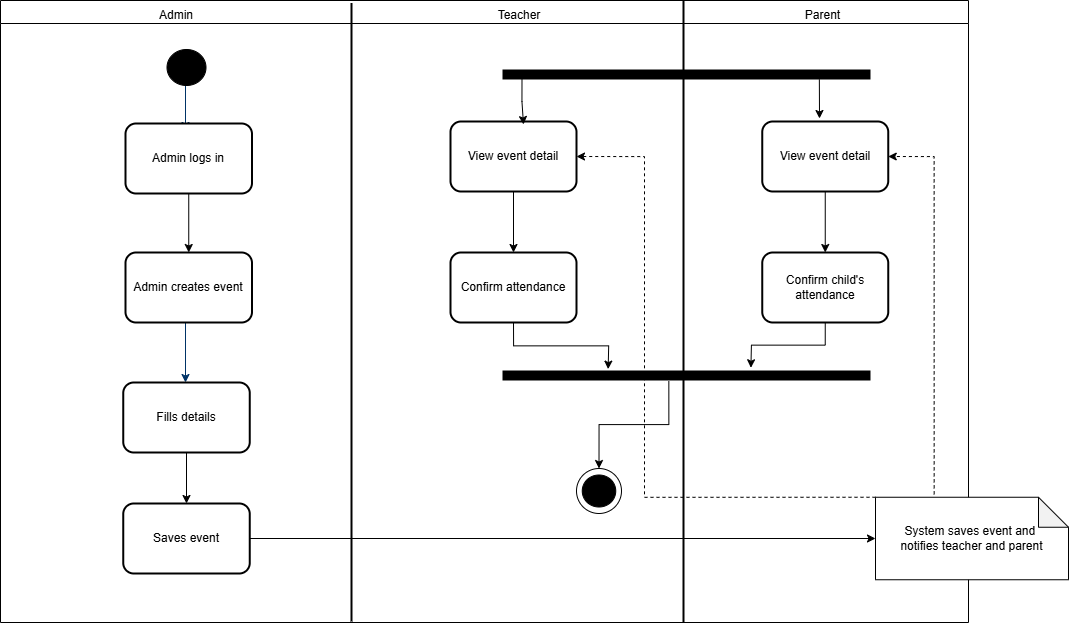 Admin
Teacher
Parent
Admin logs in
View event detail
View event detail
Admin creates event
Confirm attendance
Confirm child's
attendance
Fills details
Saves event
System saves event and
notifies teacher and parent